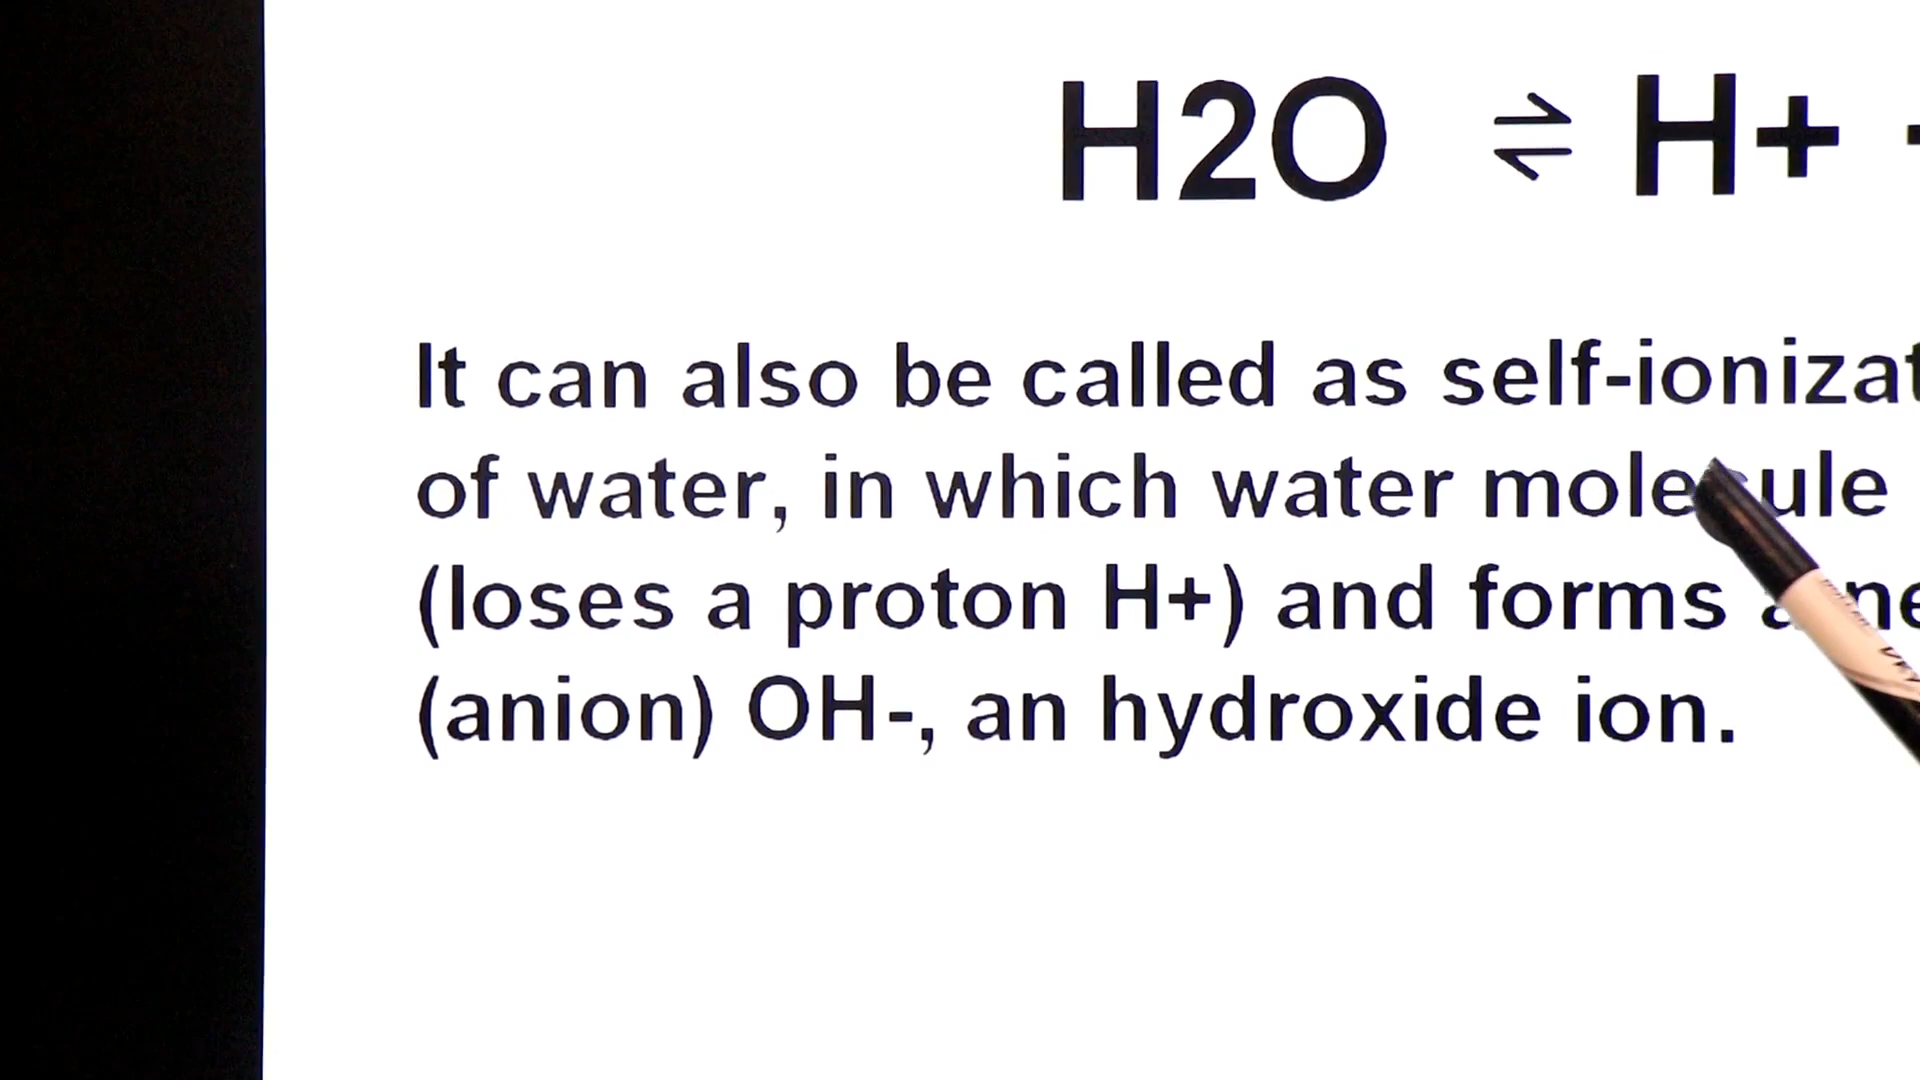 H2O ⇌ H+
It can also be called as self-ionizat
of water, in which water molecule
(loses a proton H+) and forms a ne
(anion) OH-, an hydroxide ion.